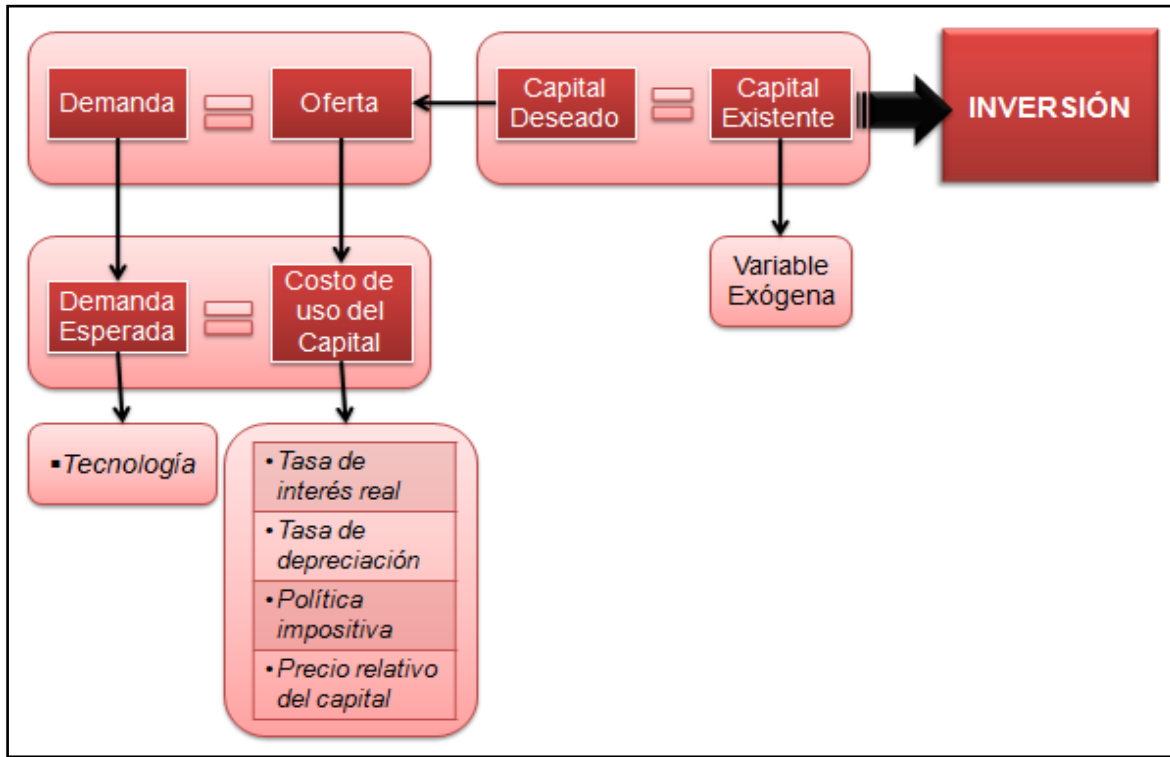 Demanda
Oferta
Capital
Deseado
Capital
Existente
INVERSIÓN
Variable
Exógena
Demanda
Esperada
Costo de
uso del
Capital
▪Tecnología
• Tasa de
interés real
• Tasa de
depreciación
• Política
impositiva
• Precio relativo
del capital